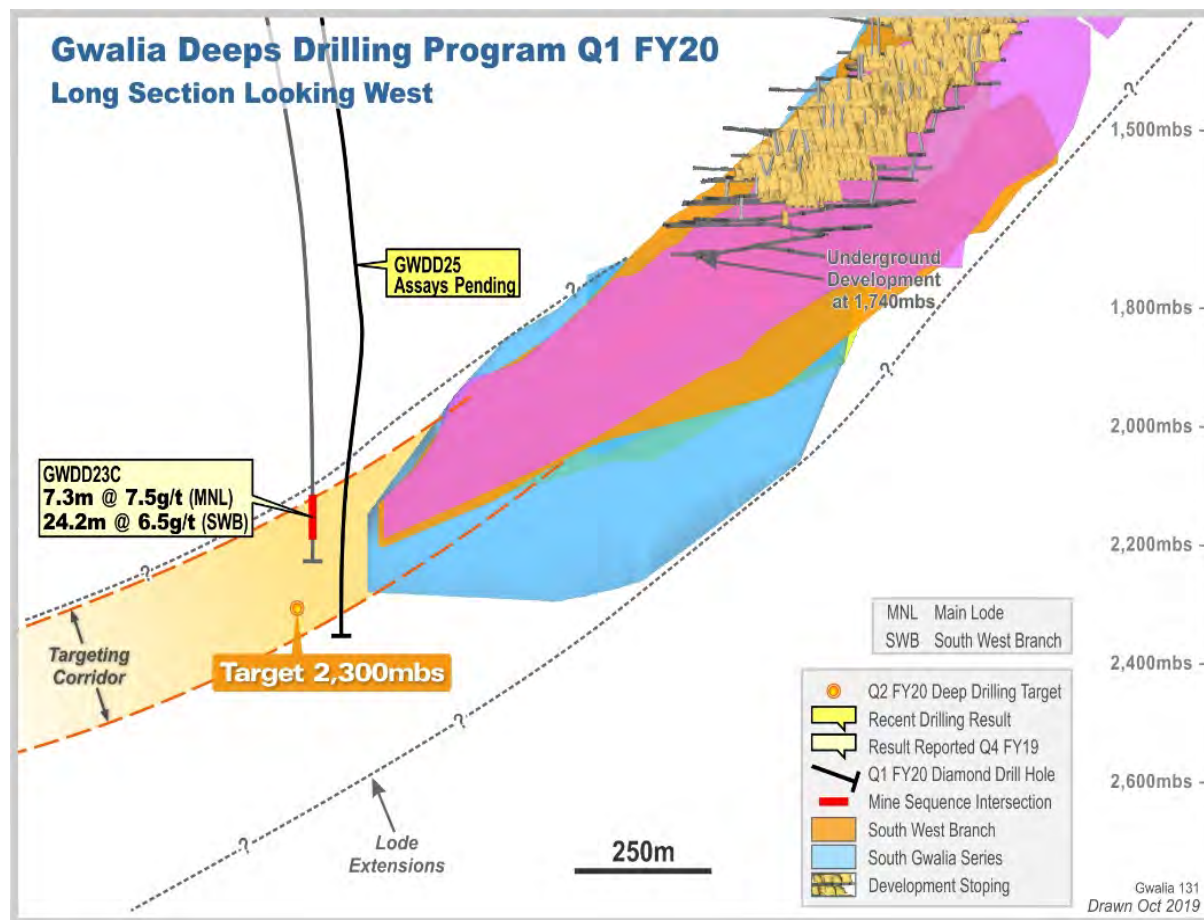 Gwalia Deeps Drilling Program Q1 FY20
Long Section Looking West
?
1,500mbs
GWDD25
Assays Pending
Underground
Development
at 1,740mbs
?
1,800mbs
?
2,000mbs
GWDD23C
7.3m @ 7.5g/t (MNL)
24.2m @ 6.5g/t (SWB)
2,200mbs
?
Targeting
Corridor
Target 2,300mbs
MNL Main Lode
SWB South West Branch
2,400mbs
?
Q2 FY20 Deep Drilling Target
Recent Drilling Result
Result Reported Q4 FY19
Q1 FY20 Diamond Drill Hole
Mine Sequence Intersection
South West Branch
South Gwalia Series
Development Stoping
2,600mbs
?
Lode
Extensions
250m
Gwalia 131
Drawn Oct 2019